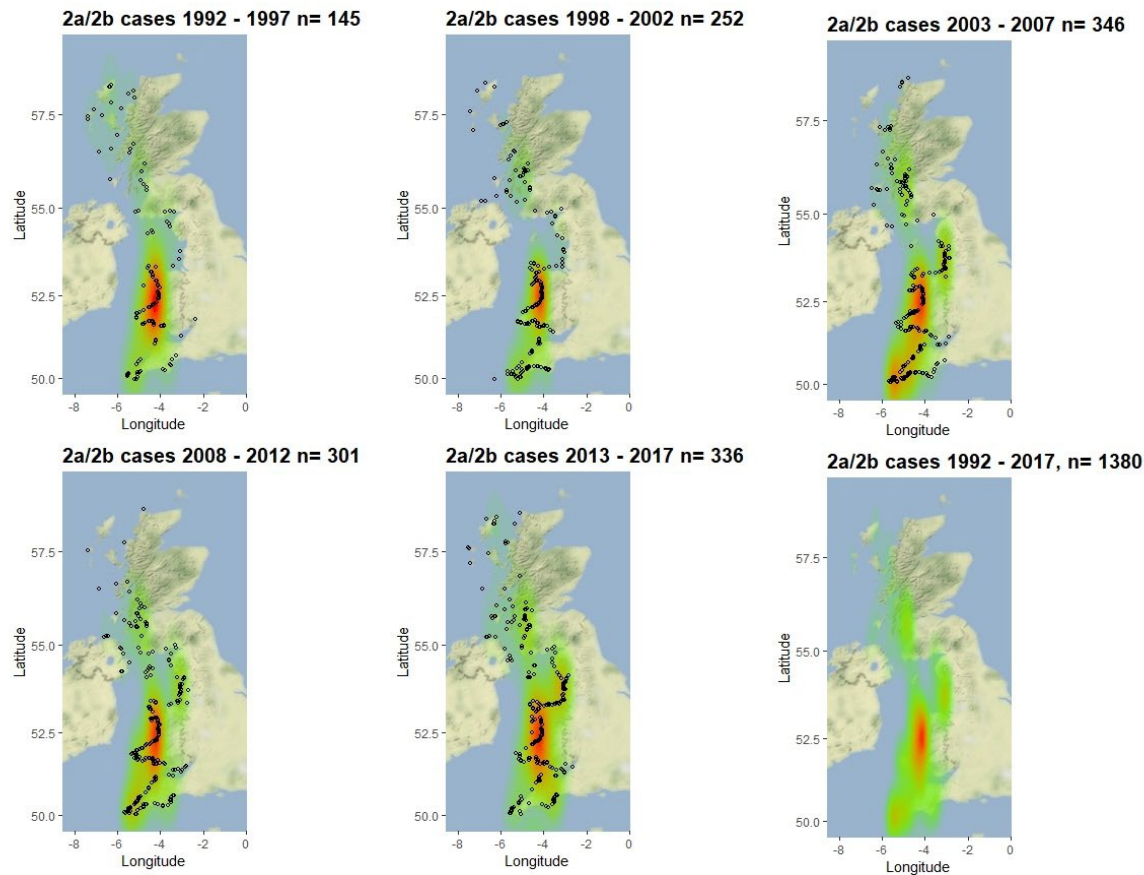 2a/2b cases 1992 - 1997 n= 145
57.5
55.0
52.5
50.0
Latitude
-8 -6 -4 -2 0
Longitude
2a/2b cases 1998 - 2002 n= 252
57.5
55.0
52.5
50.0
Latitude
-8 -6 -4 -2 0
Longitude
2a/2b cases 2003 - 2007 n= 346
57.5
55.0
52.5
50.0
Latitude
-8 -6 -4 -2 0
Longitude
2a/2b cases 2008 - 2012 n= 301
57.5
55.0
52.5
50.0
Latitude
-8 -6 -4 -2 0
Longitude
2a/2b cases 2013 - 2017 n= 336
57.5
55.0
52.5
50.0
Latitude
-8 -6 -4 -2 0
Longitude
2a/2b cases 1992 - 2017, n= 1380
57.5
55.0
52.5
50.0
Latitude
-8 -6 -4 -2 0
Longitude